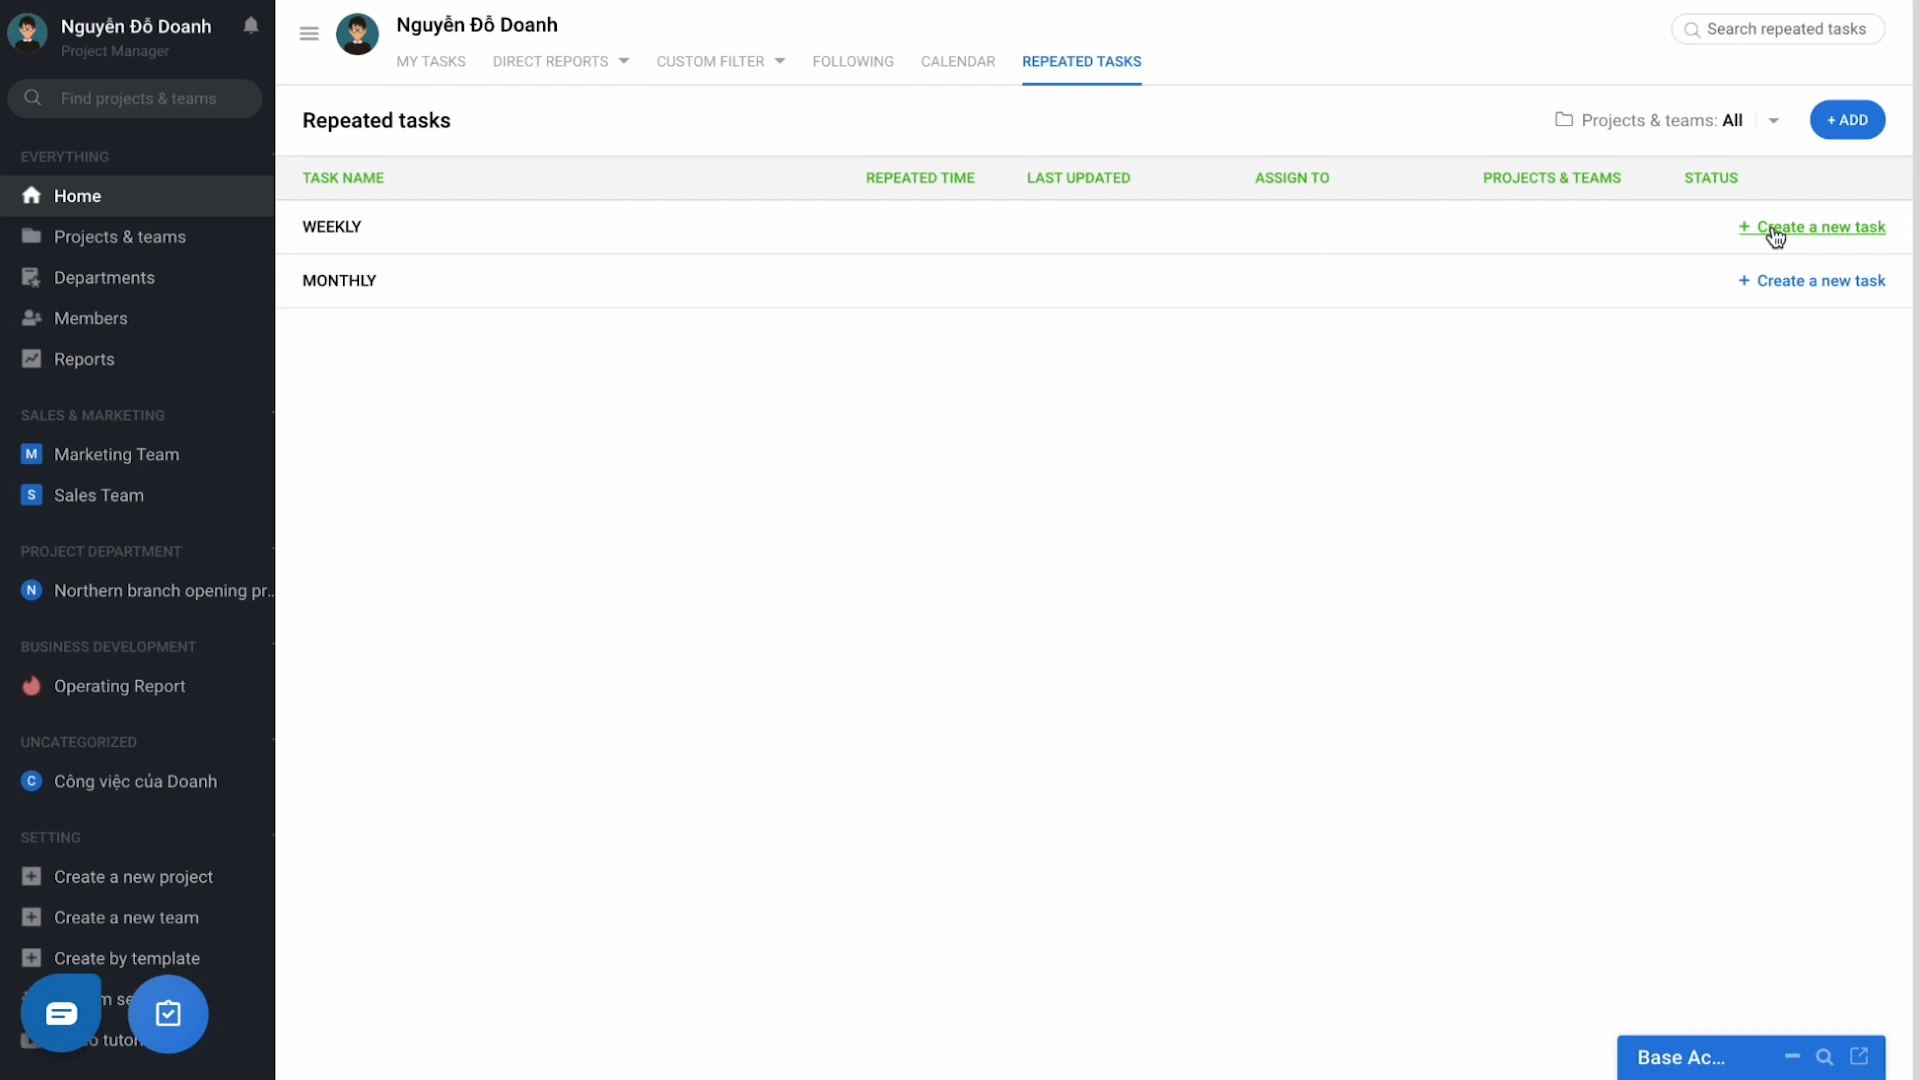 Nguyễn Đỗ Doanh
Project Manager
Find projects & teams
EVERYTHING
Home
Projects & teams
Departments
Members
Reports
SALES & MARKETING
M Marketing Team
S Sales Team
PROJECT DEPARTMENT
N Northern branch opening pr...
BUSINESS DEVELOPMENT
Operating Report
UNCATEGORIZED
C Công việc của Doanh
SETTING
Create a new project
Create a new team
Create by template
Nguyễn Đỗ Doanh
Search repeated tasks
MY TASKS DIRECT REPORTS CUSTOM FILTER FOLLOWING CALENDAR REPEATED TASKS
Repeated tasks
Projects & teams: All
+ ADD
TASK NAME REPEATED TIME LAST UPDATED ASSIGN TO PROJECTS & TEAMS STATUS
WEEKLY + Create a new task
MONTHLY + Create a new task
Base Ac...